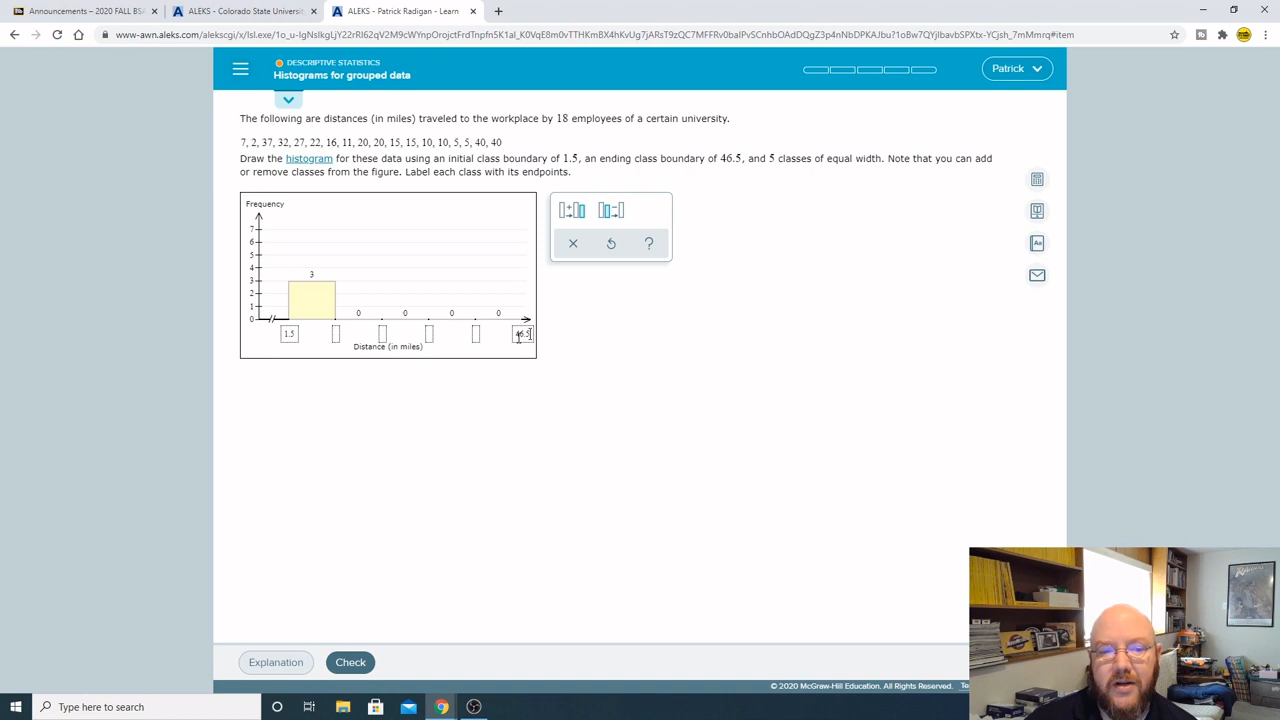 Announcements – 2020 FALL BSA
ALEKS - Colorado State University
ALEKS - Patrick Radigan - Learn
DESCRIPTIVE STATISTICS
Histograms for grouped data
Patrick
The following are distances (in miles) traveled to the workplace by 18 employees of a certain university.
7, 2, 37, 32, 27, 22, 16, 11, 20, 20, 15, 15, 10, 10, 5, 5, 40, 40
Draw the histogram for these data using an initial class boundary of 1.5, an ending class boundary of 46.5, and 5 classes of equal width. Note that you can add
or remove classes from the figure. Label each class with its endpoints.
Frequency
7
6
5
4
3
2
1
0
3
0 0 0 0
1.5
46.5
Distance (in miles)
?
Aa
Explanation
Check
© 2020 McGraw-Hill Education. All Rights Reserved.
Type here to search